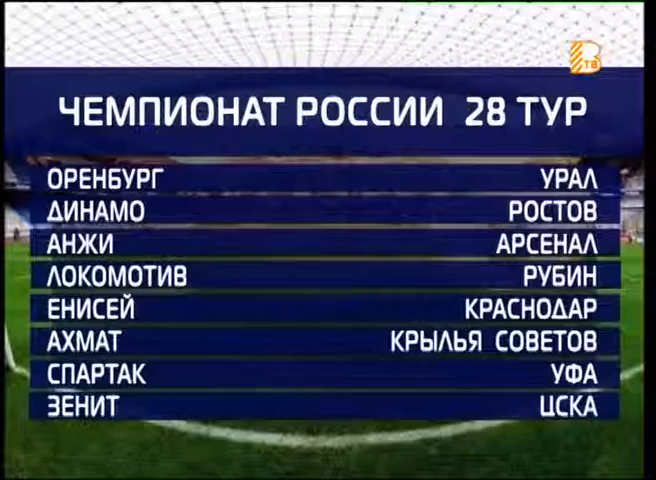 ТВ
ЧЕМПИОНАТ РОССИИ 28 ТУР
ОРЕНБУРГ УРАЛ
ДИНАМО РОСТОВ
АНЖИ АРСЕНАЛ
ЛОКОМОТИВ РУБИН
ЕНИСЕЙ КРАСНОДАР
АХМАТ КРЫЛЬЯ СОВЕТОВ
СПАРТАК УФА
ЗЕНИТ ЦСКА